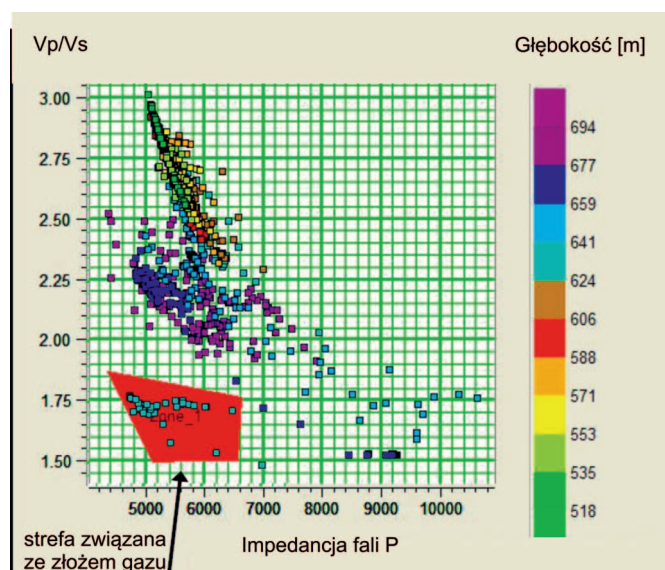 Vp/Vs
Głębokość [m]
3.00
2.75
2.50
2.25
2.00
1.75
1.50
5000 6000 7000 8000 9000 10000
Zone_1
694
677
659
641
624
606
588
571
553
535
518
strefa związana
ze złożem gazu
Impedancja fali P